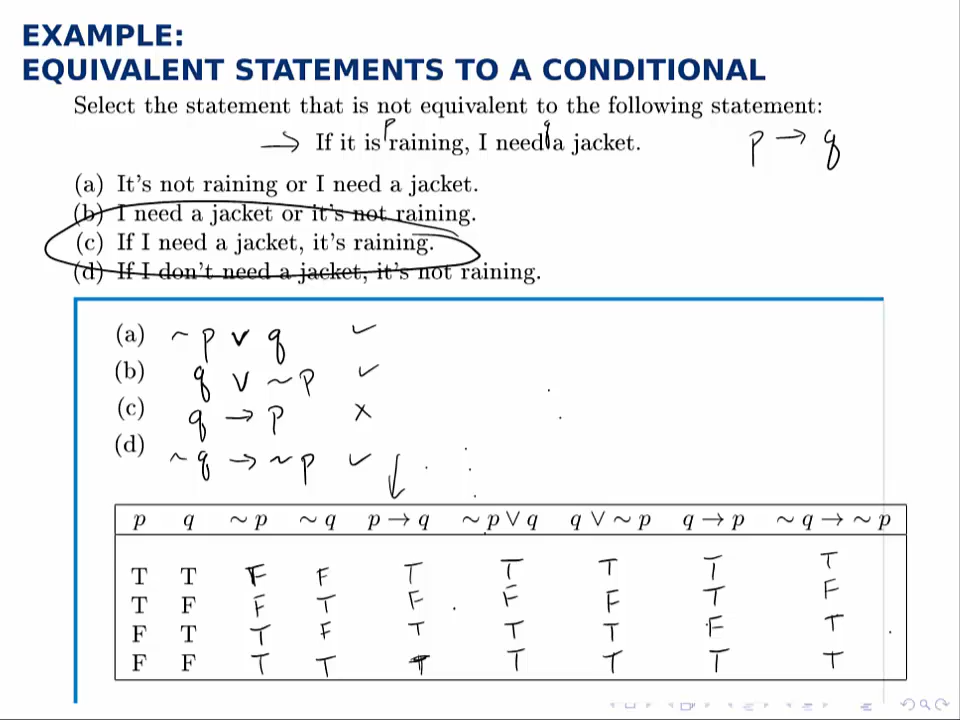 EXAMPLE:
EQUIVALENT STATEMENTS TO A CONDITIONAL
Select the statement that is not equivalent to the following statement:
p q
→ If it is raining, I need a jacket. p → q
(a) It's not raining or I need a jacket.
(b) I need a jacket or it's not raining.
(c) If I need a jacket, it's raining.
(d) If I don't need a jacket, it's not raining.
(a) ~ p ∨ q ✓
(b) q ∨ ~ p ✓
(c) q → p ×
(d) ~ q → ~ p ✓
p q ~ p ~ q p → q ~ p ∨ q q ∨ ~ p q → p ~ q → ~ p
T T F F T T T T T
T F F T F F F T F
F T T F T T T F T
F F T T T T T T T